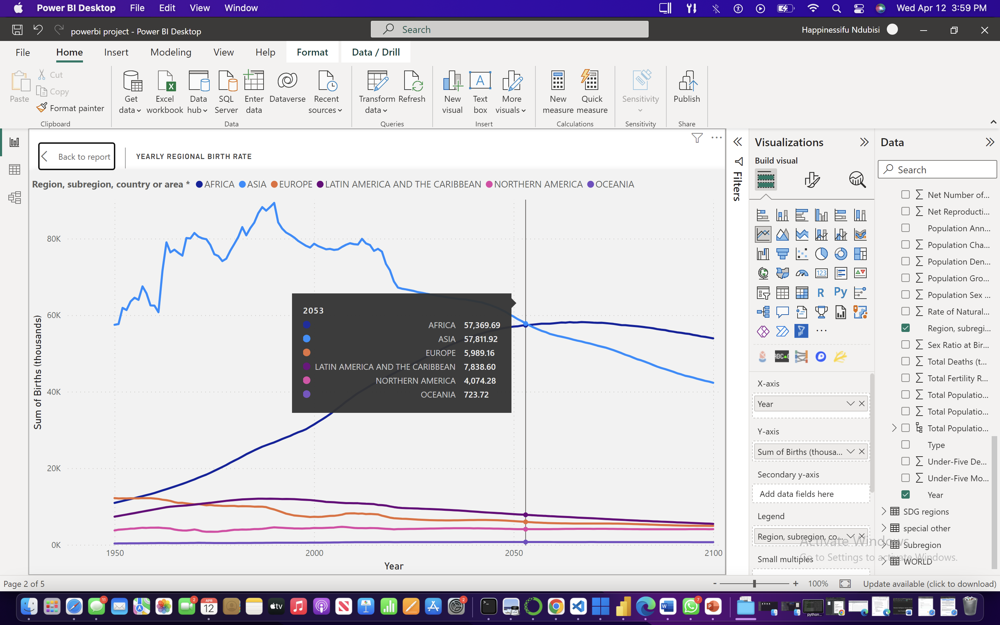 Power BI Desktop File Edit View Window Wed Apr 12 3:59 PM
powerbi project - Power BI Desktop Search Happinessifu Ndubisi
File Home Insert Modeling View Help Format Data / Drill
Paste
Cut
Copy
Format painter
Clipboard
Get data
Excel workbook
Data hub
SQL Server
Enter data
Dataverse
Recent sources
Data
Transform data
Refresh
Queries
New visual
Text box
More visuals
Insert
New measure
Quick measure
Calculations
Sensitivity
Sensitivity
Publish
Share
Back to report
YEARLY REGIONAL BIRTH RATE
Region, subregion, country or area * AFRICA ASIA EUROPE LATIN AMERICA AND THE CARIBBEAN NORTHERN AMERICA OCEANIA
Sum of Births (thousands)
80K
60K
40K
20K
0K
1950 2000 2050 2100
Year
2053
AFRICA 57,369.69
ASIA 57,811.92
EUROPE 5,989.16
LATIN AMERICA AND THE CARIBBEAN 7,838.60
NORTHERN AMERICA 4,074.28
OCEANIA 723.72
Filters
Visualizations
Build visual
123
R
Py
X-axis
Year
Y-axis
Sum of Births (thousa...
Secondary y-axis
Add data fields here
Legend
Region, subregion, co...
Small multiples
Data
Search
Net Number of...
Net Reproducti...
Population Ann...
Population Cha...
Population Den...
Population Gro...
Population Sex ...
Rate of Natural...
Region, subregi...
Sex Ratio at Bir...
Total Deaths (t...
Total Fertility R...
Total Populatio...
Total Populatio...
Total Populatio...
Type
Under-Five De...
Under-Five Mo...
Year
SDG regions
special other
Subregion
WORLD
Activate Windows
Go to Settings to activate Windows.
Page 2 of 5
- + 100% Update available (click to download)
11
2
APR
12
tv
2
7
python...